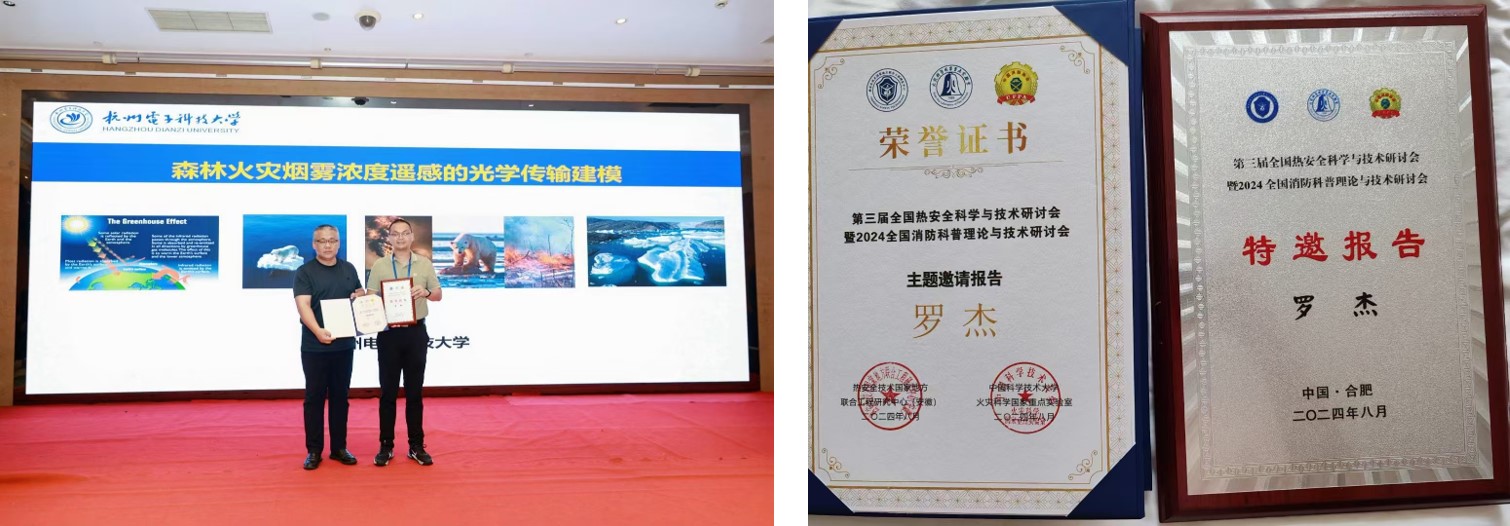 杭州电子科技大学
HANGZHOU DIANZI UNIVERSITY
森林火灾烟雾浓度遥感的光学传输建模
The Greenhouse Effect
州电
技大学
荣誉证书
第三届全国热安全科学与技术研讨会
暨2024全国消防科普理论与技术研讨会
主题邀请报告
罗杰
热安全技术国家地方
联合工程研究中心（安徽）
二〇二四年八月
中国科学技术大学
火灾科学国家重点实验室
二〇二四年八月
第三届全国热安全科学与技术研讨会
暨2024全国消防科普理论与技术研讨会
特邀报告
罗 杰
中国·合肥
二〇二四年八月